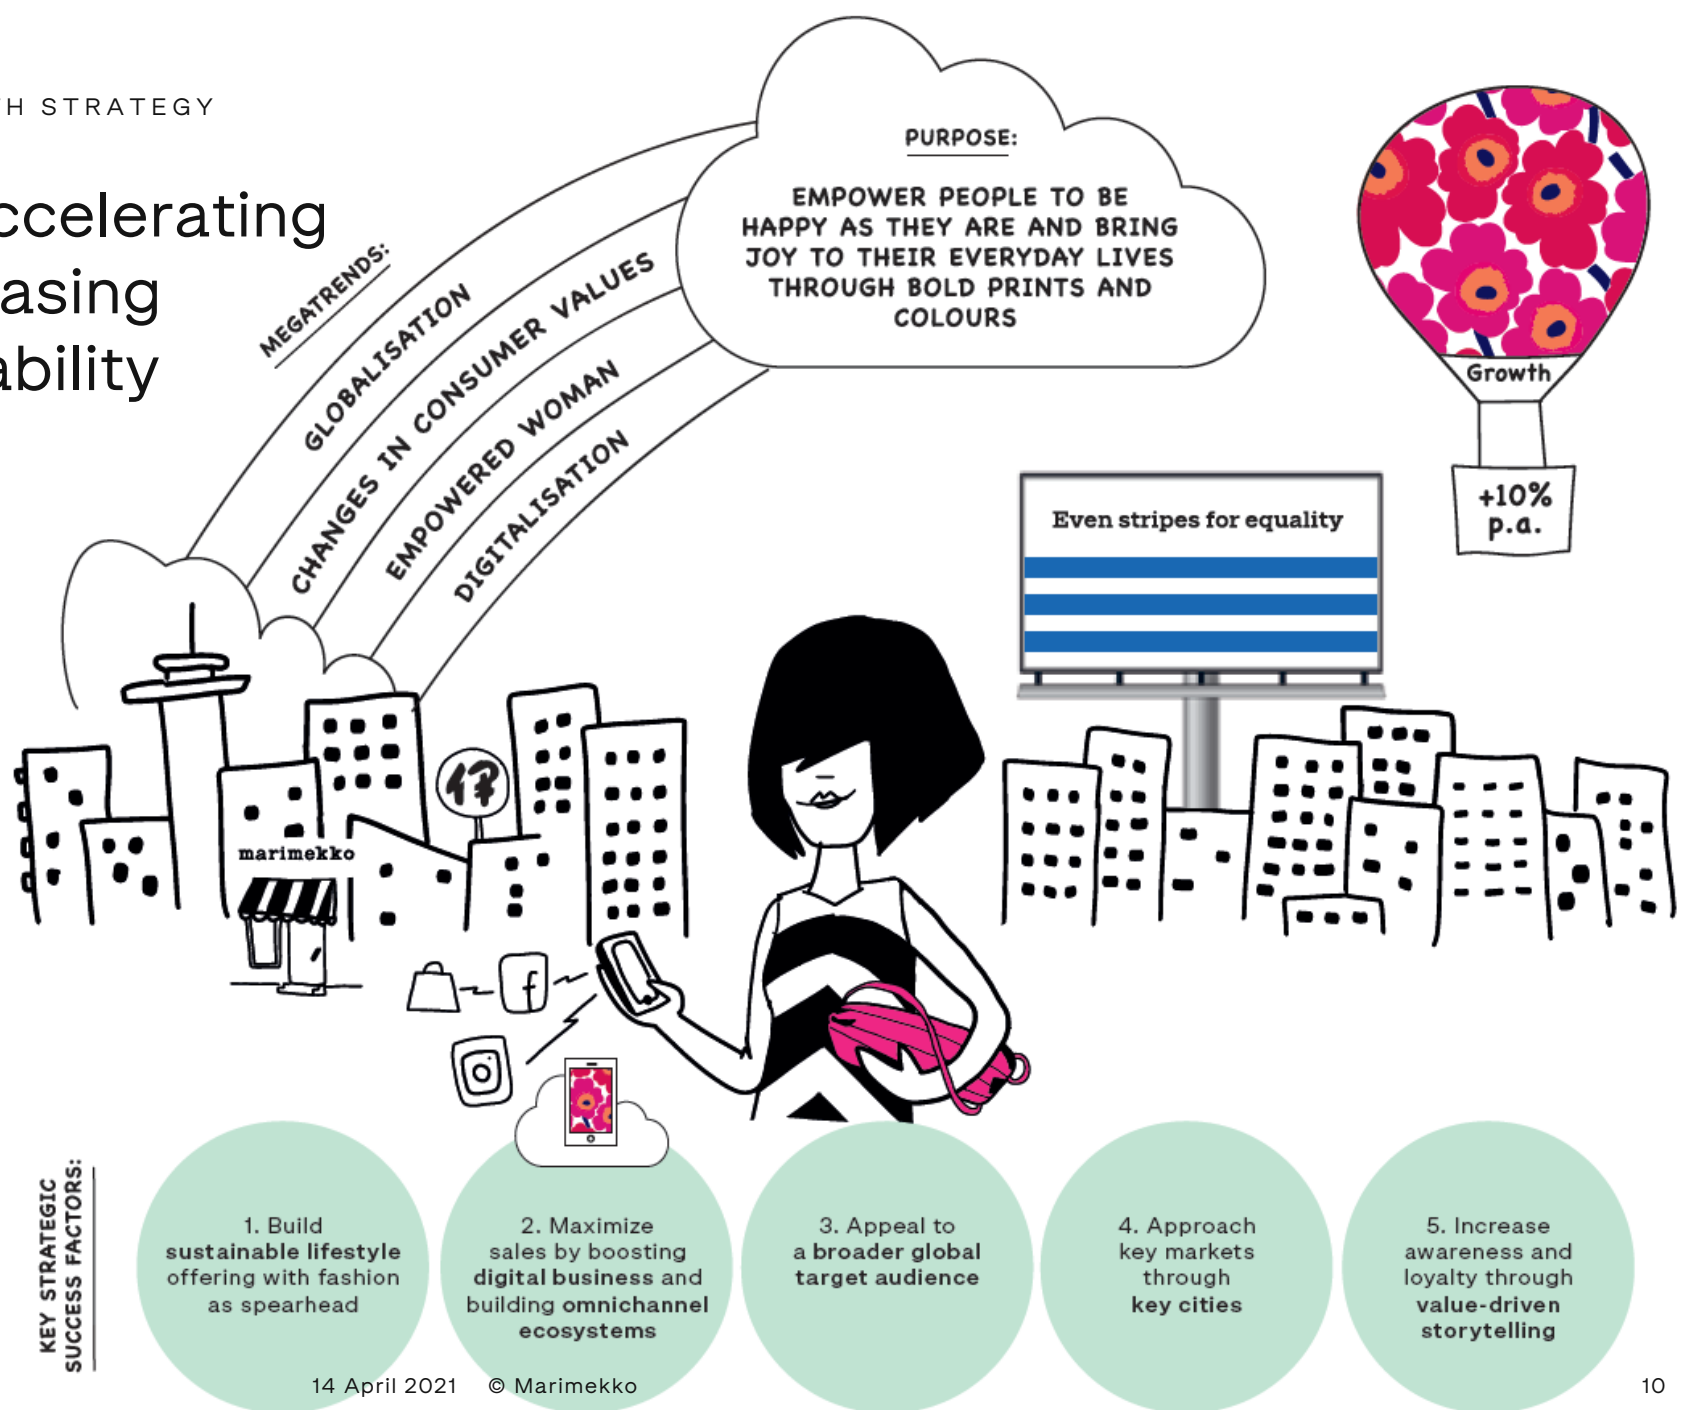 TH STRATEGY
ccelerating
asing
ability
MEGATRENDS:
GLOBALISATION
CHANGES IN CONSUMER VALUES
EMPOWERED WOMAN
DIGITALISATION
PURPOSE:
EMPOWER PEOPLE TO BE
HAPPY AS THEY ARE AND BRING
JOY TO THEIR EVERYDAY LIVES
THROUGH BOLD PRINTS AND
COLOURS
Growth
+10%
p.a.
Even stripes for equality
marimekko
f
KEY STRATEGIC
SUCCESS FACTORS:
1. Build
sustainable lifestyle
offering with fashion
as spearhead
2. Maximize
sales by boosting
digital business and
building omnichannel
ecosystems
3. Appeal to
a broader global
target audience
4. Approach
key markets
through
key cities
5. Increase
awareness and
loyalty through
value-driven
storytelling
14 April 2021 © Marimekko
10